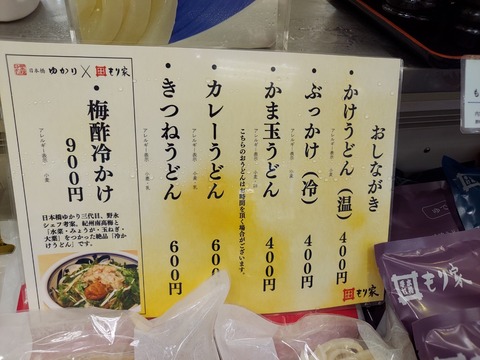 おしながき
・かけうどん(温) 400円
・ぶっかけ(冷) 400円
・かま玉うどん 400円
こちらのおうどんは お時間を頂く場合がございます。
・カレーうどん 600円
・きつねうどん 600円
日本橋 ゆかり × もり家
・梅酢冷かけ
900円
日本橋ゆかり三代目、野永
シェフ考案。紀州南高梅と
「水菜・みょうが・玉ねぎ・
大葉」をつかった絶品「冷か
けうどん」です。
もり家
もり家